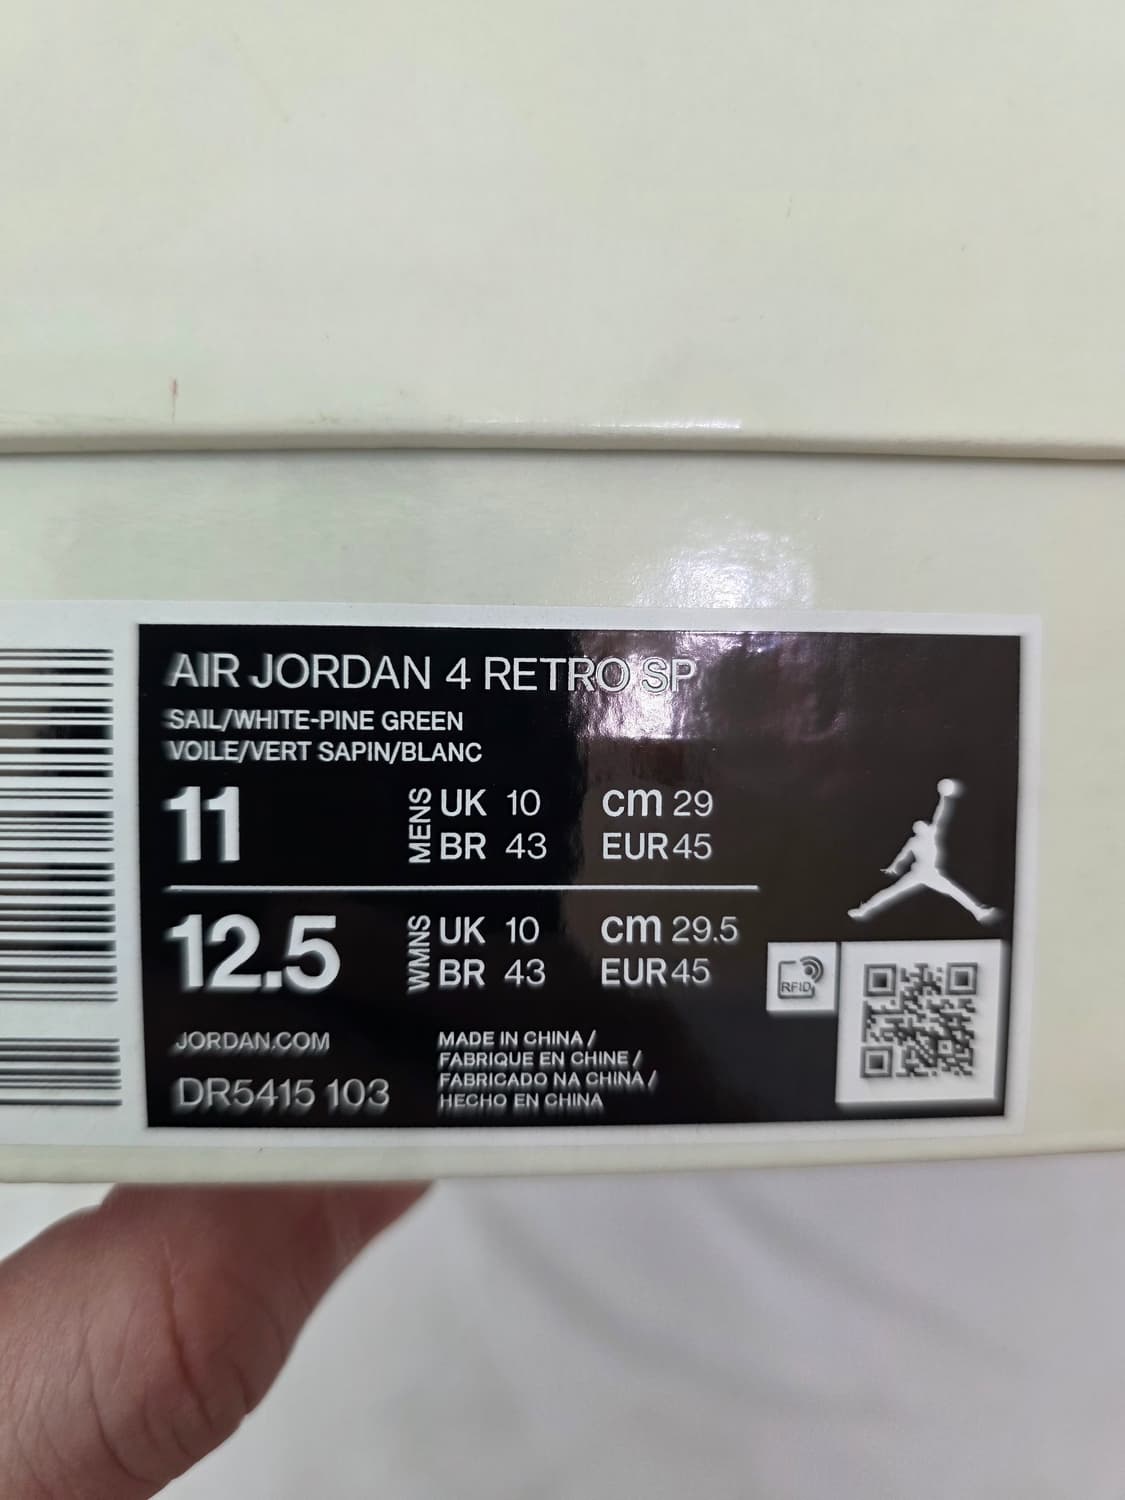 AIR JORDAN 4 RETRO SP
SAIL/WHITE-PINE GREEN
VOILE/VERT SAPIN/BLANC
11
MENS
UK 10 cm 29
BR 43 EUR 45
12.5
WMNS
UK 10 cm 29.5
BR 43 EUR 45
RFID
JORDAN.COM
DR5415 103
MADE IN CHINA /
FABRIQUE EN CHINE /
FABRICADO NA CHINA /
HECHO EN CHINA